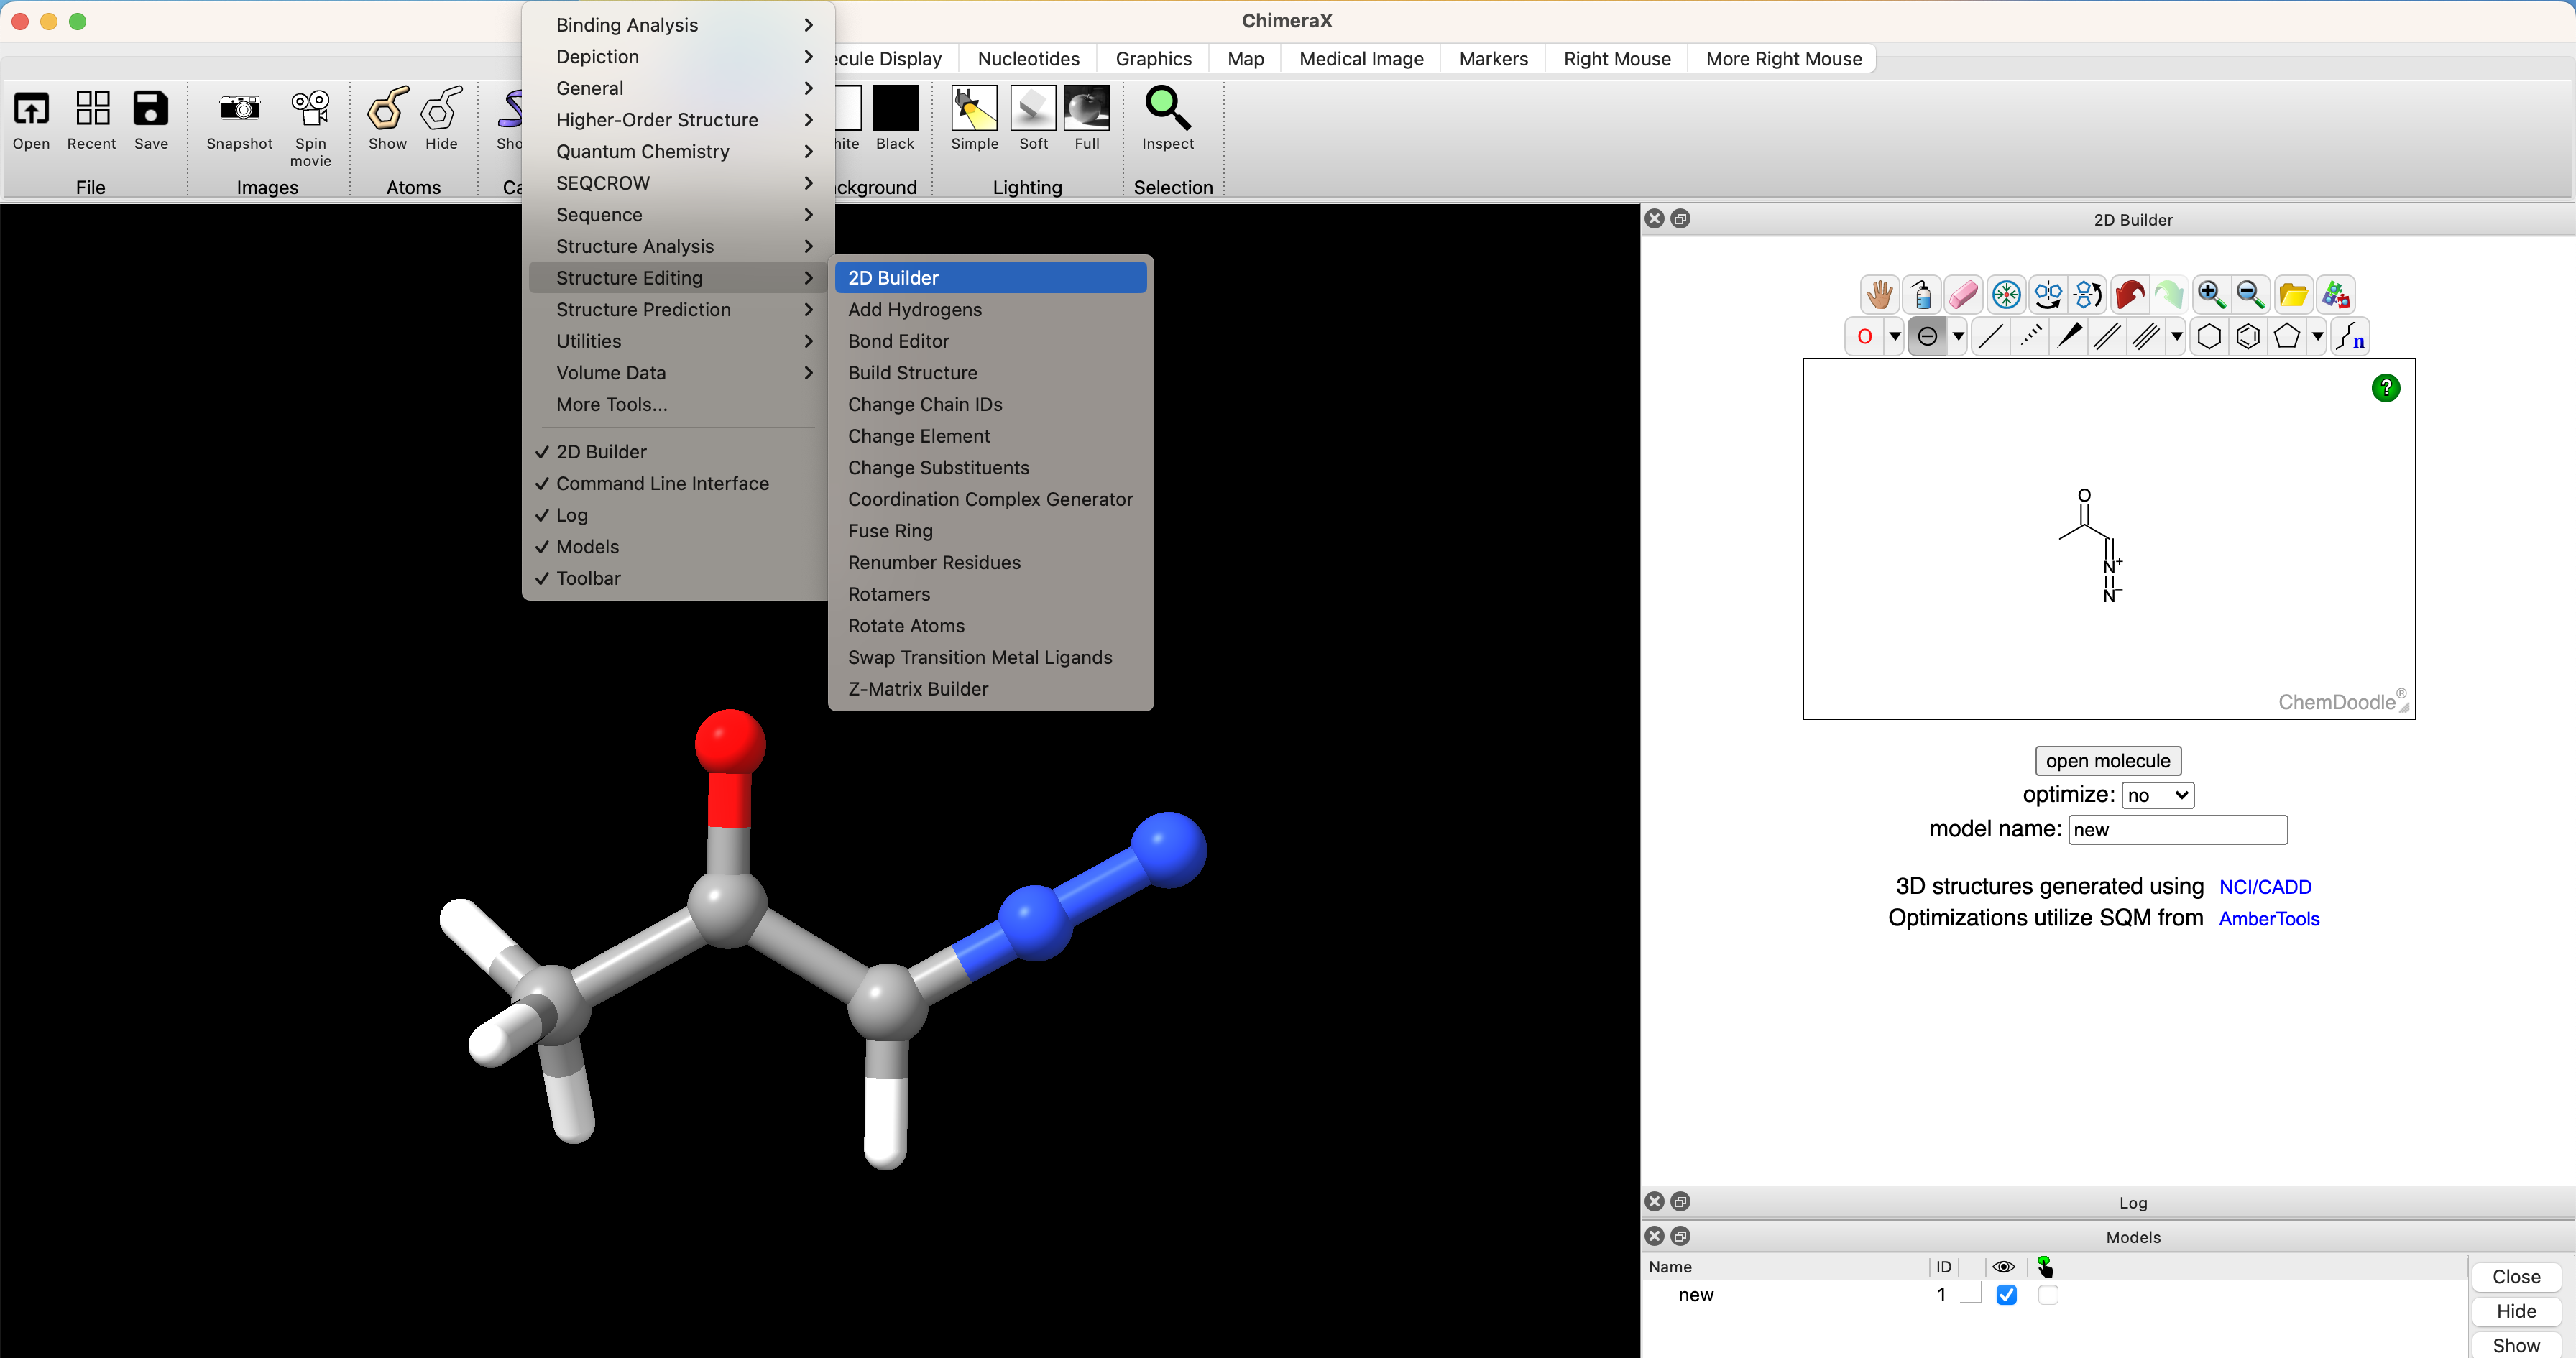 ChimeraX
Binding Analysis
Depiction
General
Higher-Order Structure
Quantum Chemistry
SEQCROW
Sequence
Structure Analysis
Structure Editing
Structure Prediction
Utilities
Volume Data
More Tools...
2D Builder
Command Line Interface
Log
Models
Toolbar
2D Builder
Add Hydrogens
Bond Editor
Build Structure
Change Chain IDs
Change Element
Change Substituents
Coordination Complex Generator
Fuse Ring
Renumber Residues
Rotamers
Rotate Atoms
Swap Transition Metal Ligands
Z-Matrix Builder
ecule Display Nucleotides Graphics Map Medical Image Markers Right Mouse More Right Mouse
Open Recent Save Snapshot Spin movie Show Hide Sho hite Black Simple Soft Full Inspect
File Images Atoms Ca ckground Lighting Selection
2D Builder
O n
?
O
N+
N−
ChemDoodle®
open molecule
optimize: no
model name: new
3D structures generated using NCI/CADD
Optimizations utilize SQM from AmberTools
Log
Models
Name ID
new 1
Close
Hide
Show